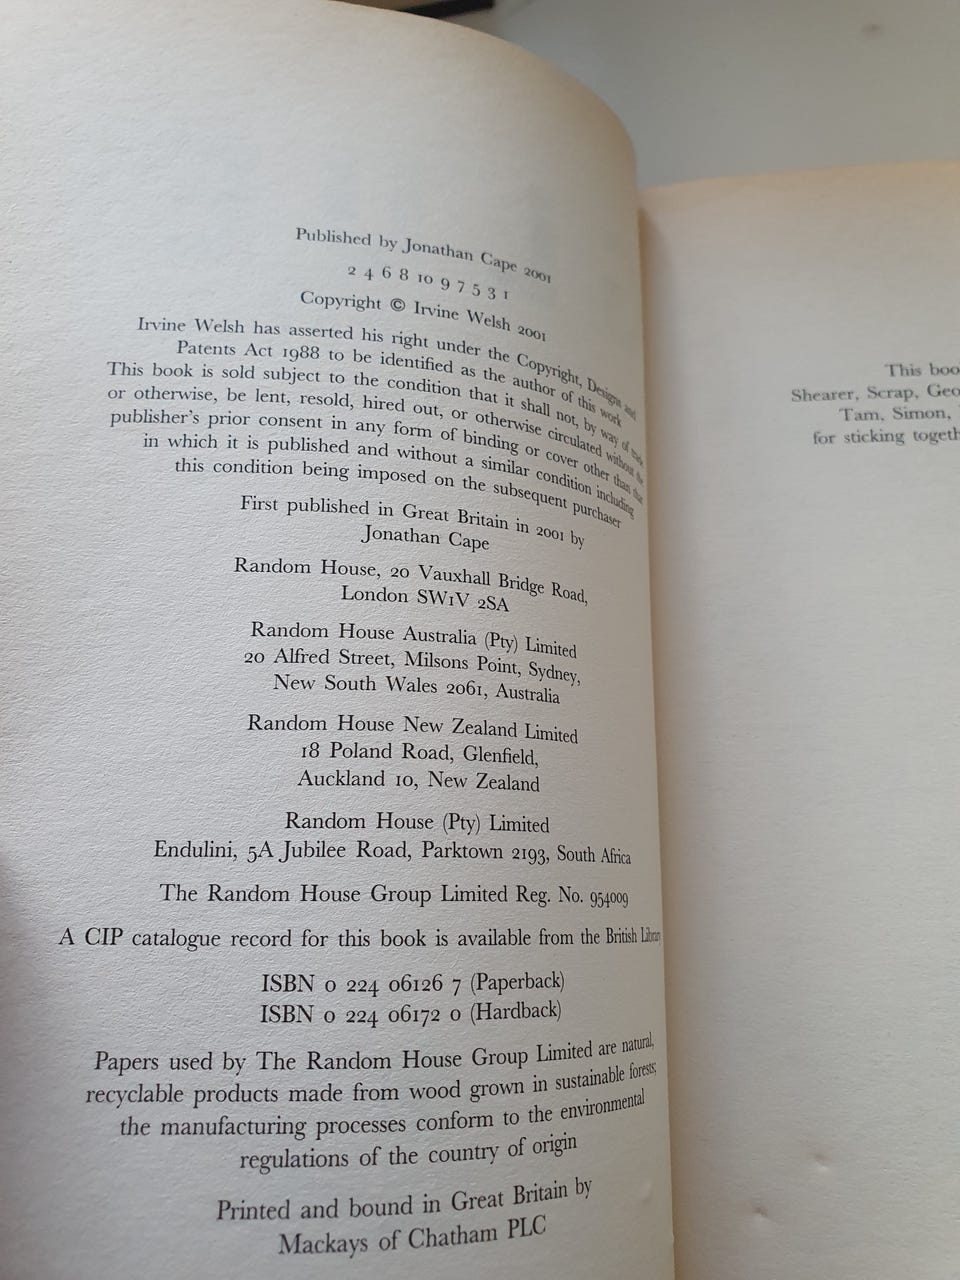 Published by Jonathan Cape 2001
2 4 6 8 10 9 7 5 3 1
Copyright © Irvine Welsh 2001
Irvine Welsh has asserted his right under the Copyright, Designs and
Patents Act 1988 to be identified as the author of this work
This book is sold subject to the condition that it shall not, by way of trade
or otherwise, be lent, resold, hired out, or otherwise circulated without the
publisher's prior consent in any form of binding or cover other than that
in which it is published and without a similar condition including
this condition being imposed on the subsequent purchaser
First published in Great Britain in 2001 by
Jonathan Cape
Random House, 20 Vauxhall Bridge Road,
London SW1V 2SA
Random House Australia (Pty) Limited
20 Alfred Street, Milsons Point, Sydney,
New South Wales 2061, Australia
Random House New Zealand Limited
18 Poland Road, Glenfield,
Auckland 10, New Zealand
Random House (Pty) Limited
Endulini, 5A Jubilee Road, Parktown 2193, South Africa
The Random House Group Limited Reg. No. 954009
A CIP catalogue record for this book is available from the British Library
ISBN 0 224 06126 7 (Paperback)
ISBN 0 224 06172 0 (Hardback)
Papers used by The Random House Group Limited are natural,
recyclable products made from wood grown in sustainable forests;
the manufacturing processes conform to the environmental
regulations of the country of origin
Printed and bound in Great Britain by
Mackays of Chatham PLC
This boo
Shearer, Scrap, Geo
Tam, Simon,
for sticking togeth